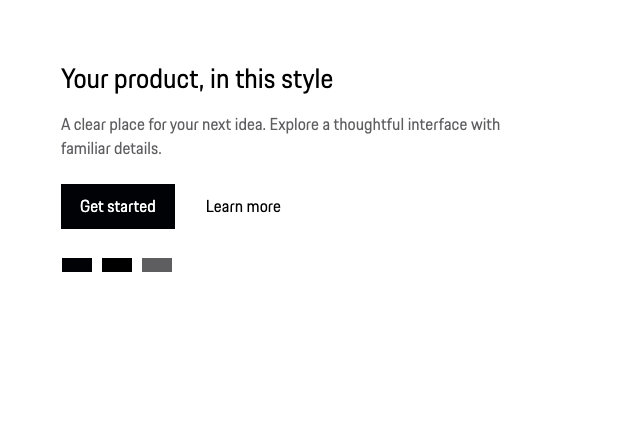 Your product, in this style
A clear place for your next idea. Explore a thoughtful interface with
familiar details.
Get started
Learn more